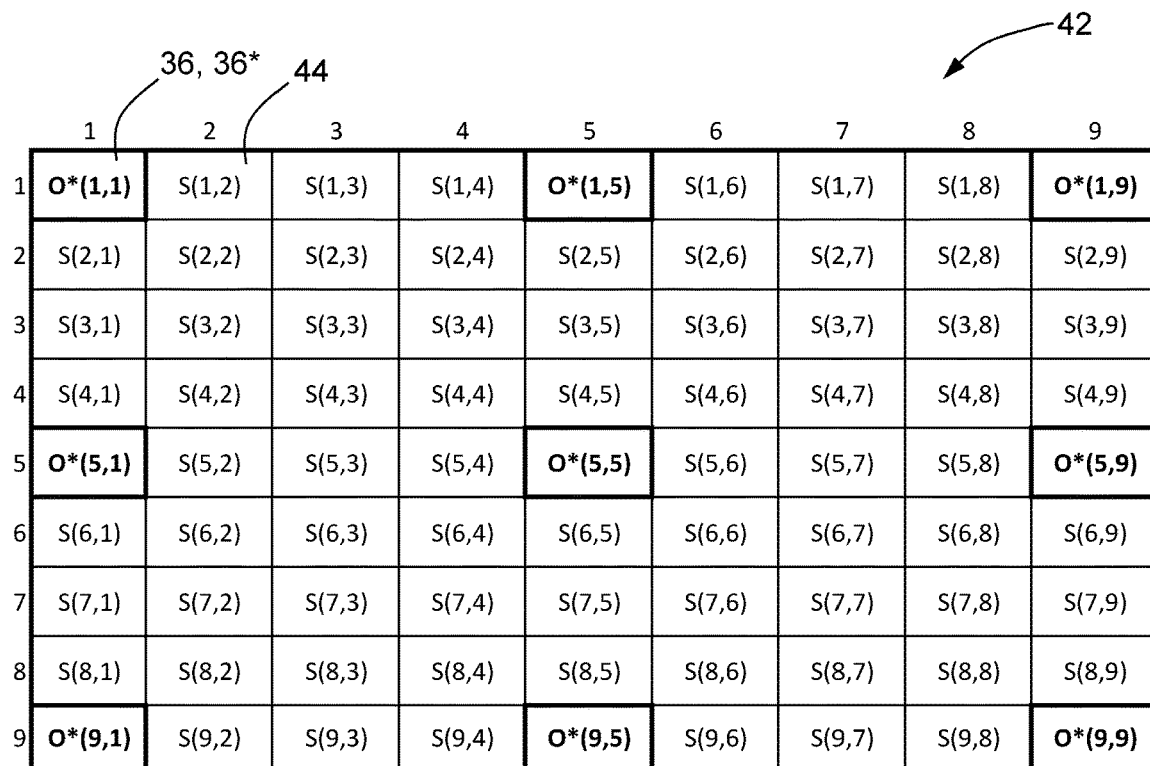 42
36, 36* 44
1 2 3 4 5 6 7 8 9
1 O*(1,1) S(1,2) S(1,3) S(1,4) O*(1,5) S(1,6) S(1,7) S(1,8) O*(1,9)
2 S(2,1) S(2,2) S(2,3) S(2,4) S(2,5) S(2,6) S(2,7) S(2,8) S(2,9)
3 S(3,1) S(3,2) S(3,3) S(3,4) S(3,5) S(3,6) S(3,7) S(3,8) S(3,9)
4 S(4,1) S(4,2) S(4,3) S(4,4) S(4,5) S(4,6) S(4,7) S(4,8) S(4,9)
5 O*(5,1) S(5,2) S(5,3) S(5,4) O*(5,5) S(5,6) S(5,7) S(5,8) O*(5,9)
6 S(6,1) S(6,2) S(6,3) S(6,4) S(6,5) S(6,6) S(6,7) S(6,8) S(6,9)
7 S(7,1) S(7,2) S(7,3) S(7,4) S(7,5) S(7,6) S(7,7) S(7,8) S(7,9)
8 S(8,1) S(8,2) S(8,3) S(8,4) S(8,5) S(8,6) S(8,7) S(8,8) S(8,9)
9 O*(9,1) S(9,2) S(9,3) S(9,4) O*(9,5) S(9,6) S(9,7) S(9,8) O*(9,9)